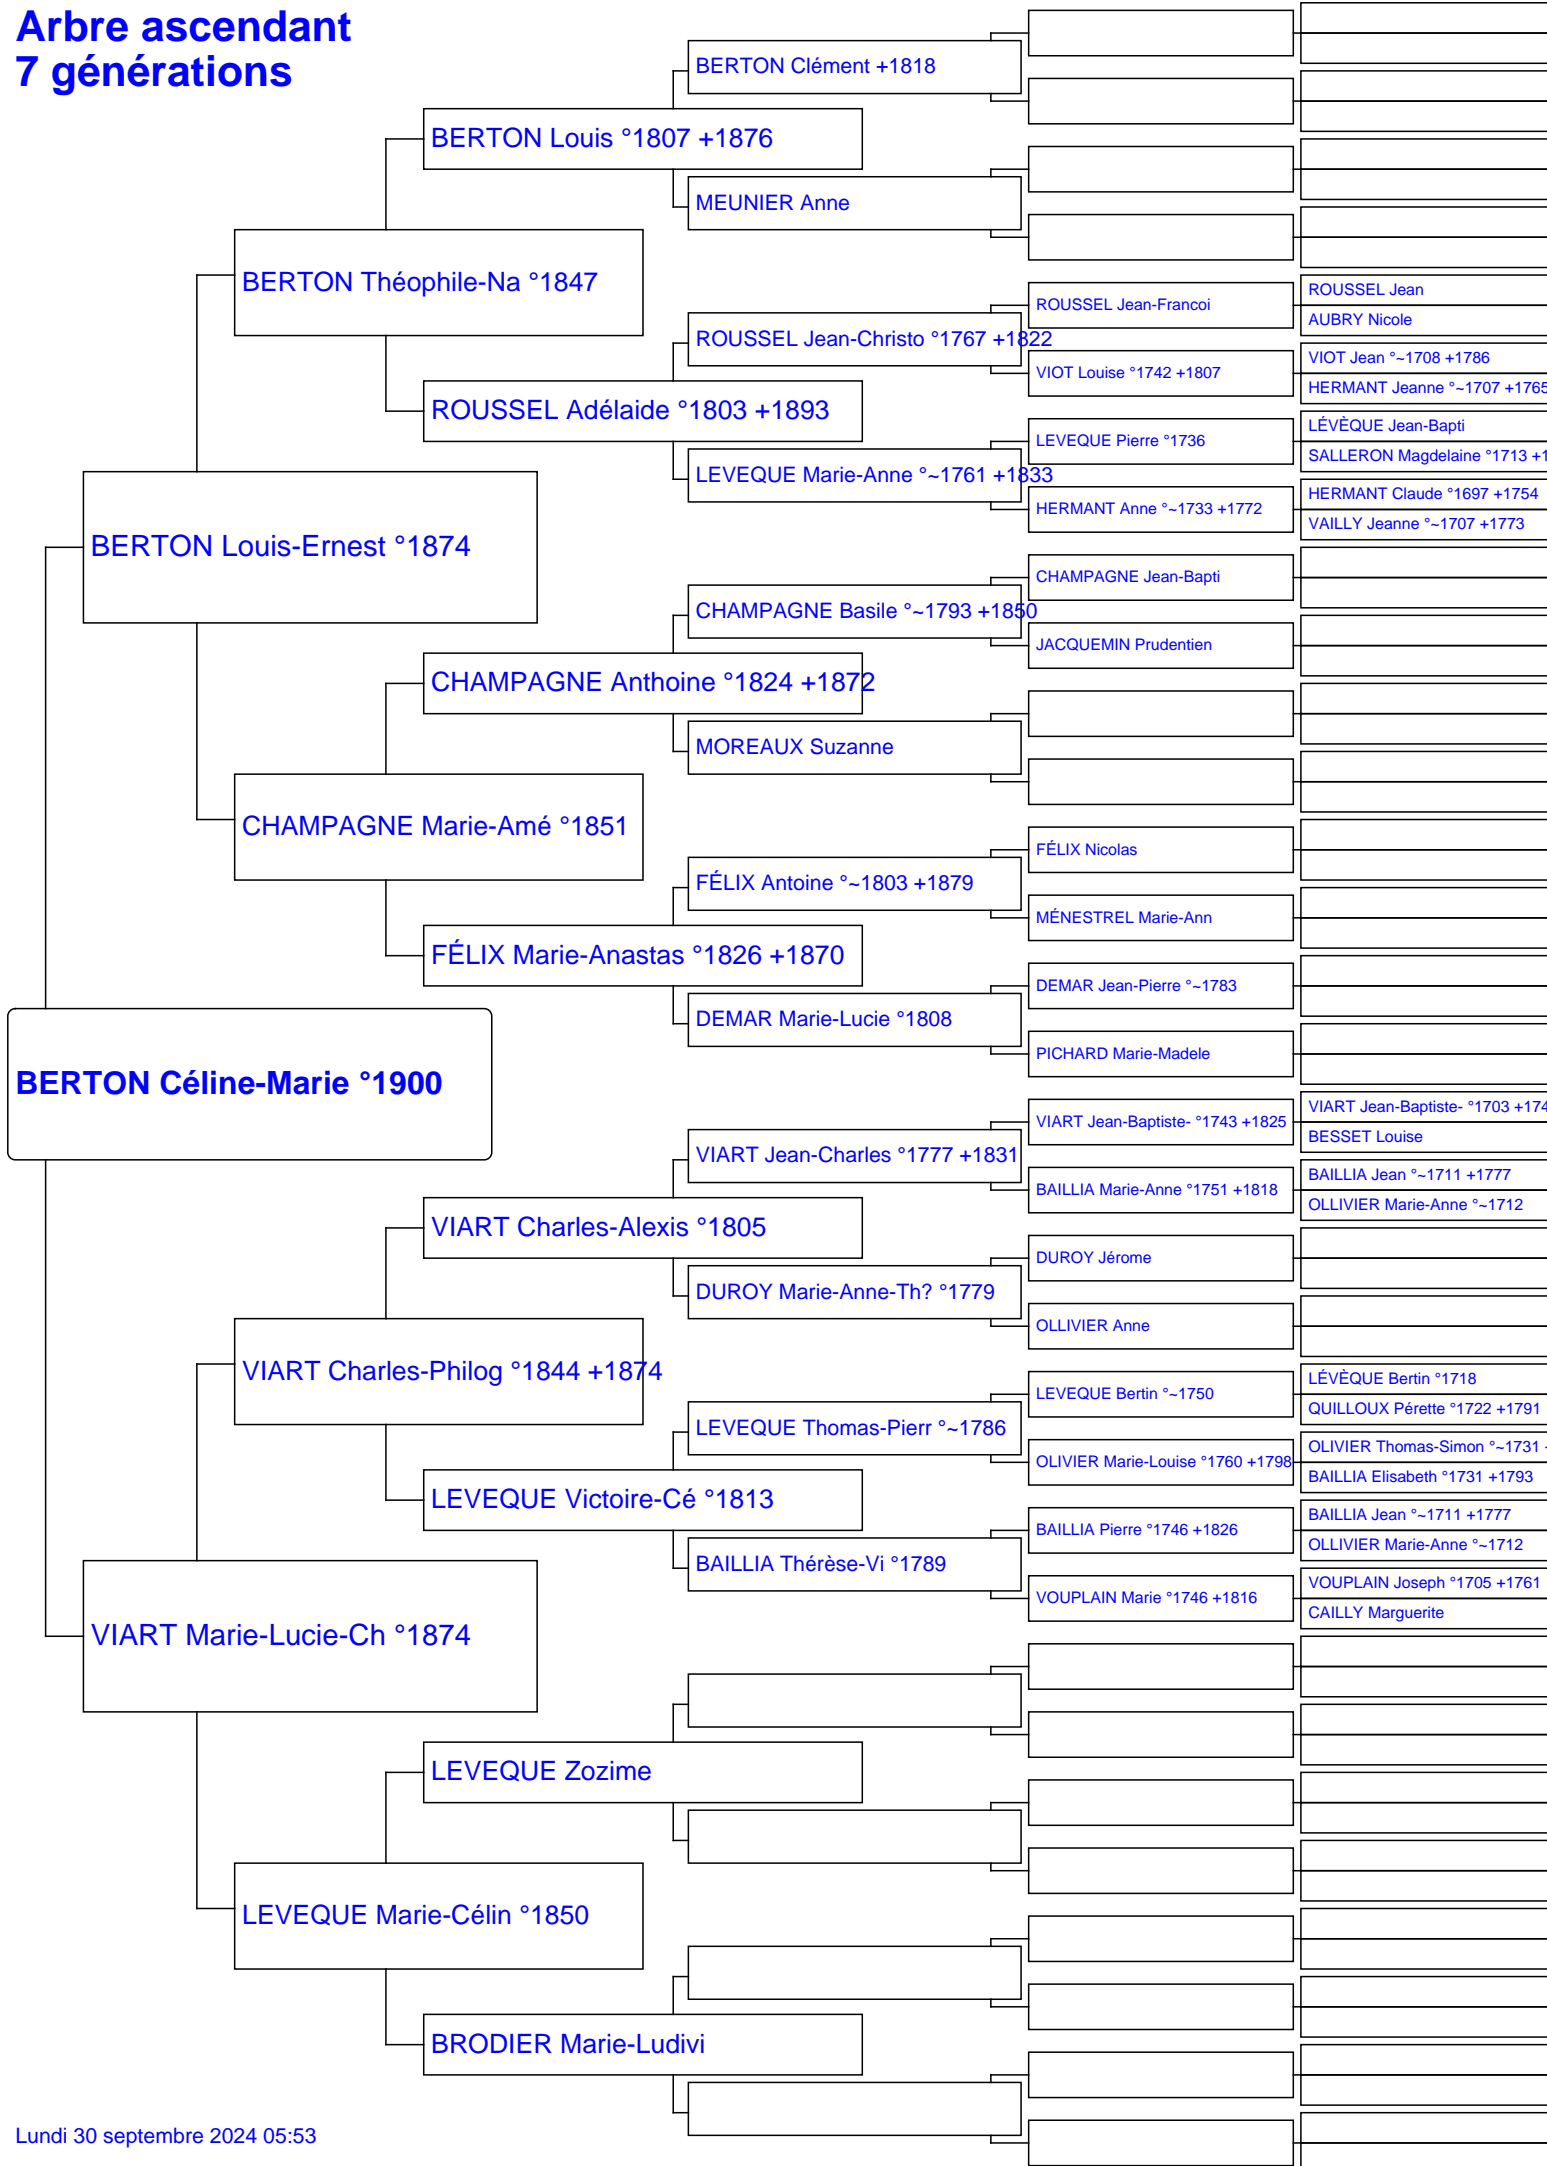 Arbre ascendant
7 générations
BERTON Clément +1818
BERTON Louis °1807 +1876
MEUNIER Anne
BERTON Théophile-Na °1847
ROUSSEL Jean-Francoi
ROUSSEL Jean
AUBRY Nicole
ROUSSEL Jean-Christo °1767 +1822
VIOT Louise °1742 +1807
VIOT Jean °~1708 +1786
HERMANT Jeanne °~1707 +1765
ROUSSEL Adélaide °1803 +1893
LEVEQUE Pierre °1736
LÉVÈQUE Jean-Bapti
SALLERON Magdelaine °1713 +1
LEVEQUE Marie-Anne °~1761 +1833
HERMANT Anne °~1733 +1772
HERMANT Claude °1697 +1754
VAILLY Jeanne °~1707 +1773
BERTON Louis-Ernest °1874
CHAMPAGNE Jean-Bapti
CHAMPAGNE Basile °~1793 +1850
JACQUEMIN Prudentien
CHAMPAGNE Anthoine °1824 +1872
MOREAUX Suzanne
CHAMPAGNE Marie-Amé °1851
FÉLIX Nicolas
FÉLIX Antoine °~1803 +1879
MÉNESTREL Marie-Ann
FÉLIX Marie-Anastas °1826 +1870
DEMAR Jean-Pierre °~1783
DEMAR Marie-Lucie °1808
PICHARD Marie-Madele
BERTON Céline-Marie °1900
VIART Jean-Baptiste- °1743 +1825
VIART Jean-Baptiste- °1703 +174
BESSET Louise
VIART Jean-Charles °1777 +1831
BAILLIA Marie-Anne °1751 +1818
BAILLIA Jean °~1711 +1777
OLLIVIER Marie-Anne °~1712
VIART Charles-Alexis °1805
DUROY Jérome
DUROY Marie-Anne-Th? °1779
OLLIVIER Anne
VIART Charles-Philog °1844 +1874
LEVEQUE Bertin °~1750
LÉVÈQUE Bertin °1718
QUILLOUX Pérette °1722 +1791
LEVEQUE Thomas-Pierr °~1786
OLIVIER Marie-Louise °1760 +1798
OLIVIER Thomas-Simon °~1731 +
BAILLIA Elisabeth °1731 +1793
LEVEQUE Victoire-Cé °1813
BAILLIA Pierre °1746 +1826
BAILLIA Jean °~1711 +1777
OLLIVIER Marie-Anne °~1712
BAILLIA Thérèse-Vi °1789
VOUPLAIN Marie °1746 +1816
VOUPLAIN Joseph °1705 +1761
CAILLY Marguerite
VIART Marie-Lucie-Ch °1874
LEVEQUE Zozime
LEVEQUE Marie-Célin °1850
BRODIER Marie-Ludivi
Lundi 30 septembre 2024 05:53